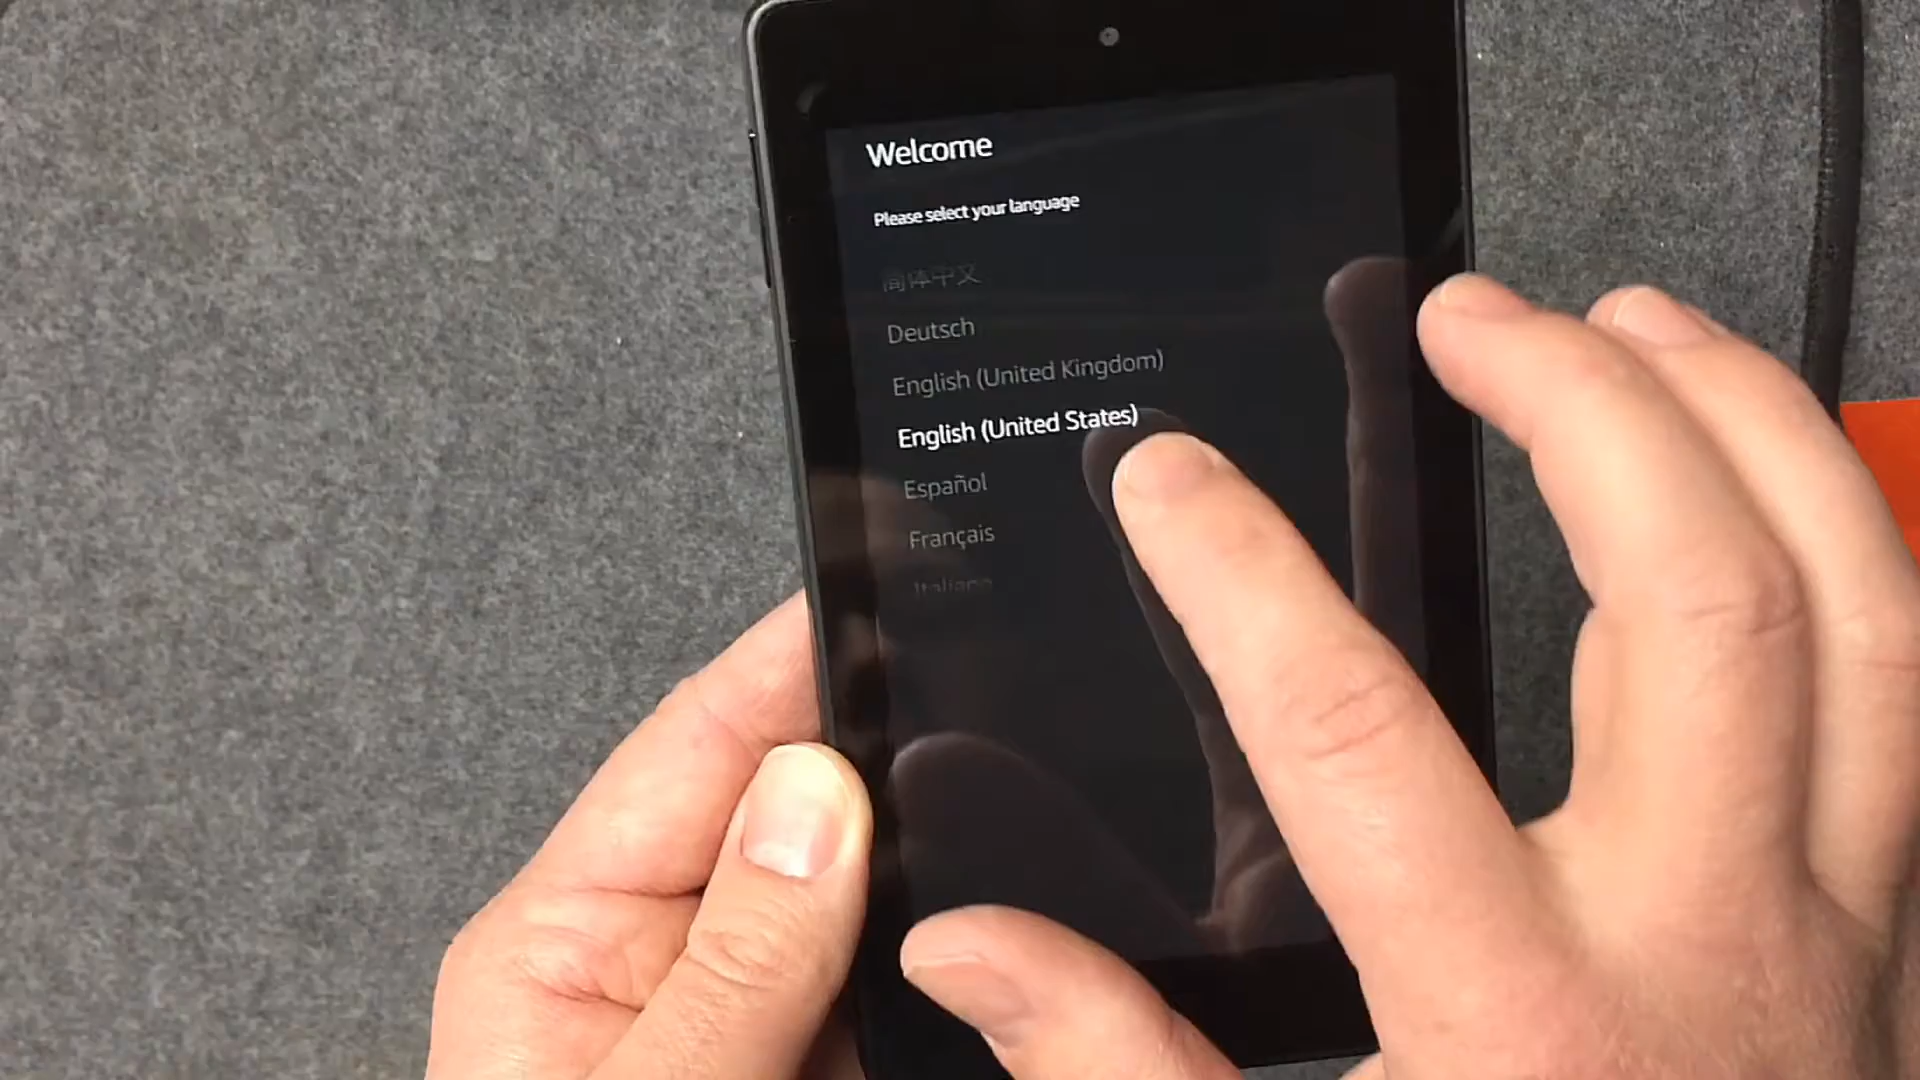 Welcome
Please select your language
简体中文
Deutsch
English (United Kingdom)
English (United States)
Español
Français
Italiano